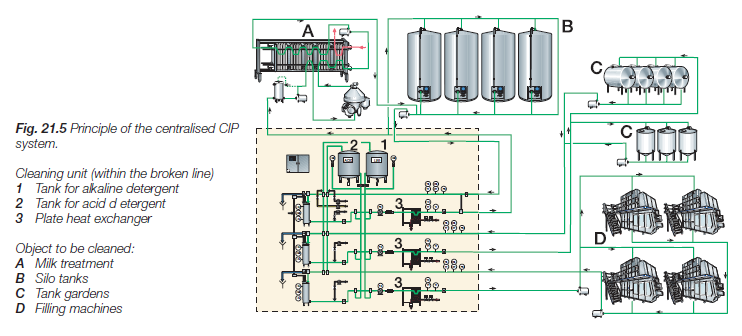 Fig. 21.5 Principle of the centralised CIP
system.
Cleaning unit (within the broken line)
1 Tank for alkaline detergent
2 Tank for acid d etergent
3 Plate heat exchanger
Object to be cleaned:
A Milk treatment
B Silo tanks
C Tank gardens
D Filling machines
A
B
C
C
2 1
3
3
D
3